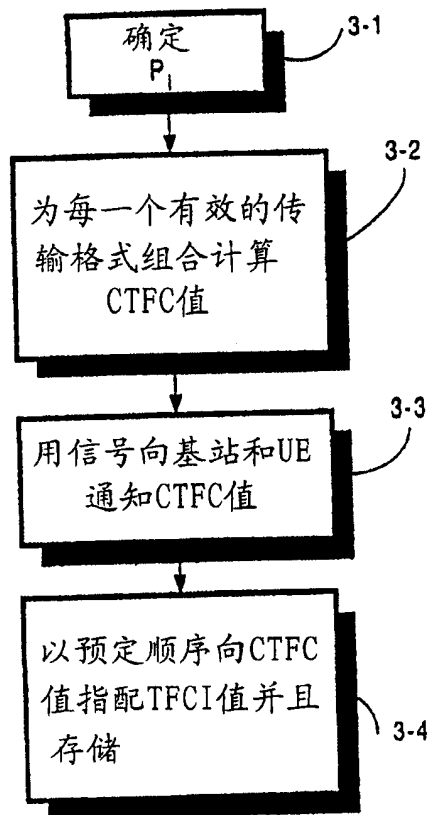 确定
Pi
3-1
为每一个有效的传
输格式组合计算
CTFC值
3-2
用信号向基站和UE
通知CTFC值
3-3
以预定顺序向CTFC
值指配TFCI值并且
存储
3-4